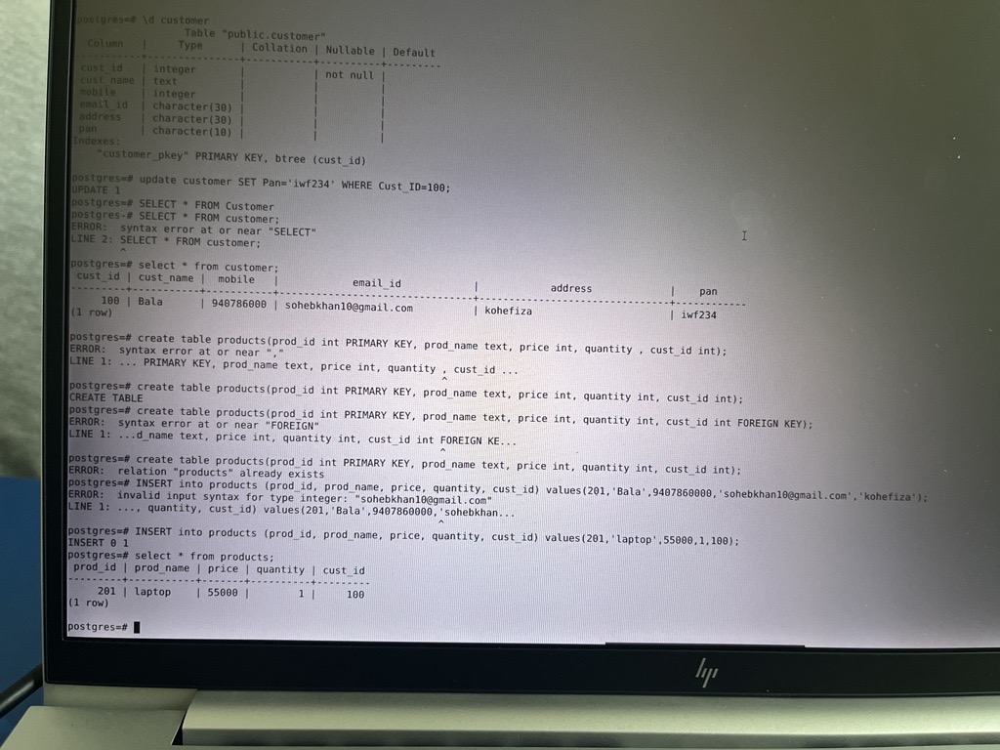 postgres=# \d customer
Table "public.customer"
Column | Type | Collation | Nullable | Default
---------+---------------+-----------+----------+---------
cust_id | integer | | not null |
cust_name | text | | |
mobile | integer | | |
email_id | character(30) | | |
address | character(30) | | |
pan | character(10) | | |
Indexes:
"customer_pkey" PRIMARY KEY, btree (cust_id)
postgres=# update customer SET Pan='iwf234' WHERE Cust_ID=100;
UPDATE 1
postgres=# SELECT * FROM Customer
postgres-# SELECT * FROM customer;
ERROR: syntax error at or near "SELECT"
LINE 2: SELECT * FROM customer;
^
postgres=# select * from customer;
cust_id | cust_name | mobile | email_id | address | pan
---------+-----------+-----------+--------------------------------+--------------------------------+------------
100 | Bala | 940786000 | sohebkhan10@gmail.com | kohefiza | iwf234
(1 row)
postgres=# create table products(prod_id int PRIMARY KEY, prod_name text, price int, quantity , cust_id int);
ERROR: syntax error at or near ","
LINE 1: ... PRIMARY KEY, prod_name text, price int, quantity , cust_id ...
^
postgres=# create table products(prod_id int PRIMARY KEY, prod_name text, price int, quantity int, cust_id int);
CREATE TABLE
postgres=# create table products(prod_id int PRIMARY KEY, prod_name text, price int, quantity int, cust_id int FOREIGN KEY);
ERROR: syntax error at or near "FOREIGN"
LINE 1: ...d_name text, price int, quantity int, cust_id int FOREIGN KE...
^
postgres=# create table products(prod_id int PRIMARY KEY, prod_name text, price int, quantity int, cust_id int);
ERROR: relation "products" already exists
postgres=# INSERT into products (prod_id, prod_name, price, quantity, cust_id) values(201,'Bala',9407860000,'sohebkhan10@gmail.com','kohefiza');
ERROR: invalid input syntax for type integer: "sohebkhan10@gmail.com"
LINE 1: ..., quantity, cust_id) values(201,'Bala',9407860000,'sohebkhan...
^
postgres=# INSERT into products (prod_id, prod_name, price, quantity, cust_id) values(201,'laptop',55000,1,100);
INSERT 0 1
postgres=# select * from products;
prod_id | prod_name | price | quantity | cust_id
---------+-----------+-------+----------+---------
201 | laptop | 55000 | 1 | 100
(1 row)
postgres=#
hp